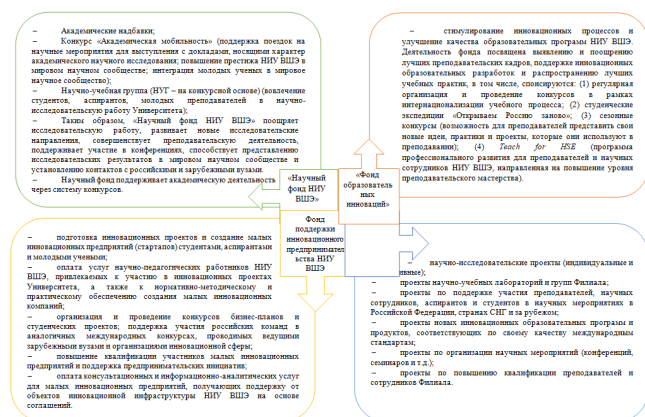 – Академические надбавки;
– Конкурс «Академическая мобильность» (поддержка поездок на
научные мероприятия для выступления с докладами, носящими характер
академического научного исследования; повышение престижа НИУ ВШЭ в
мировом научном сообществе; интеграция молодых ученых в мировое
научное сообщество);
– Научно-учебная группа (НУГ – на конкурсной основе) (вовлечение
студентов, аспирантов, молодых преподавателей в научно-
исследовательскую работу Университета);
– Таким образом, «Научный фонд НИУ ВШЭ» поощряет
исследовательскую работу, развивает новые исследовательские
направления, совершенствует преподавательскую деятельность,
поддерживает участие в конференциях, способствует представлению
исследовательских результатов в мировом научном сообществе и
установлению контактов с российскими и зарубежными вузами.
– Научный фонд поддерживает академическую деятельность
через систему конкурсов.
– стимулирование инновационных процессов и
улучшение качества образовательных программ НИУ ВШЭ.
Деятельность фонда посвящена выявлению и поощрению
лучших преподавательских кадров, поддержке инновационных
образовательных разработок и распространению лучших
учебных практик, в том числе, спонсируются: (1) регулярная
организация и проведение конкурсов в рамках
интернационализации учебного процесса; (2) студенческие
экспедиции «Открываем Россию заново»; (3) сезонные
конкурсы (возможность для преподавателей представить свои
новые идеи, практики и проекты, которые они используют в
преподавании); (4) Teach for HSE (программа
профессионального развития для преподавателей и научных
сотрудников НИУ ВШЭ, направленная на повышение уровня
преподавательского мастерства).
«Научный
фонд НИУ
ВШЭ»
«Фонд
образователь
ных
инноваций»
Фонд
поддержки
инновационного
предпринимател
ьства НИУ
ВШЭ
– подготовка инновационных проектов и создание малых
инновационных предприятий (стартапов) студентами, аспирантами
и молодыми учеными;
– оплата услуг научно-педагогических работников НИУ
ВШЭ, привлекаемых к участию в инновационных проектах
Университета, а также к нормативно-методическому и
практическому обеспечению создания малых инновационных
компаний;
– организация и проведение конкурсов бизнес-планов и
студенческих проектов; поддержка участия российских команд в
аналогичных международных конкурсах, проводимых ведущими
зарубежными вузами и организациями инновационной сферы;
– повышение квалификации участников малых инновационных
предприятий и поддержка предпринимательских инициатив;
– оплата консультационных и информационно-аналитических услуг
для малых инновационных предприятий, получающих поддержку от
объектов инновационной инфраструктуры НИУ ВШЭ на основе
соглашений.
– научно-исследовательские проекты (индивидуальные и
ивные);
– проекты научно-учебных лабораторий и групп Филиала;
– проекты по поддержке участия преподавателей, научных
сотрудников, аспирантов и студентов в научных мероприятиях в
Российской Федерации, странах СНГ и за рубежом;
– проекты новых инновационных образовательных программ и
продуктов, соответствующих по своему качеству международным
стандартам;
– проекты по организации научных мероприятий (конференций,
семинаров и т.д.);
– проекты по повышению квалификации преподавателей и
сотрудников Филиала.